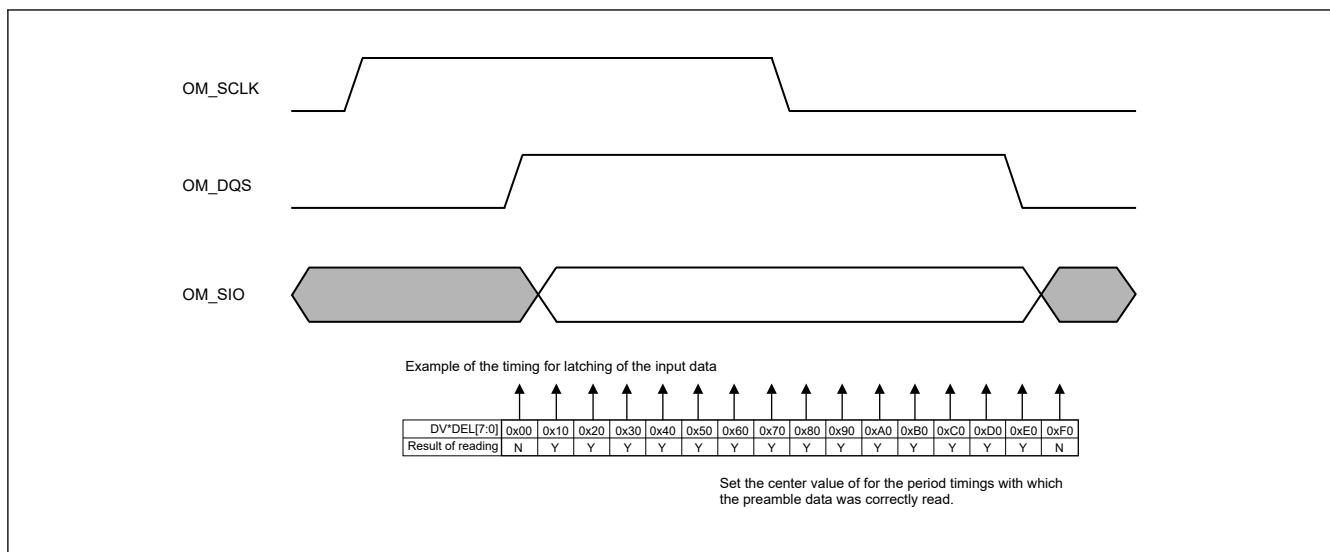 OM_SCLK
OM_DQS
OM_SIO
Example of the timing for latching of the input data
DV*DEL[7:0] 0x00 0x10 0x20 0x30 0x40 0x50 0x60 0x70 0x80 0x90 0xA0 0xB0 0xC0 0xD0 0xE0 0xF0
Result of reading N Y Y Y Y Y Y Y Y Y Y Y Y Y Y N
Set the center value of for the period timings with which
the preamble data was correctly read.